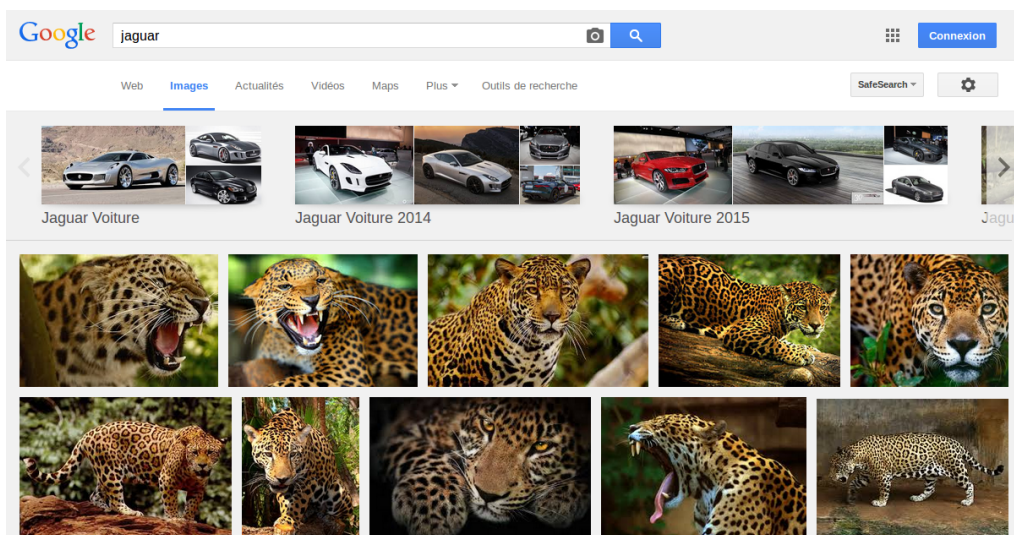 Google
jaguar
Connexion
Web Images Actualités Vidéos Maps Plus Outils de recherche
SafeSearch
Jaguar Voiture Jaguar Voiture 2014 Jaguar Voiture 2015 Jagu